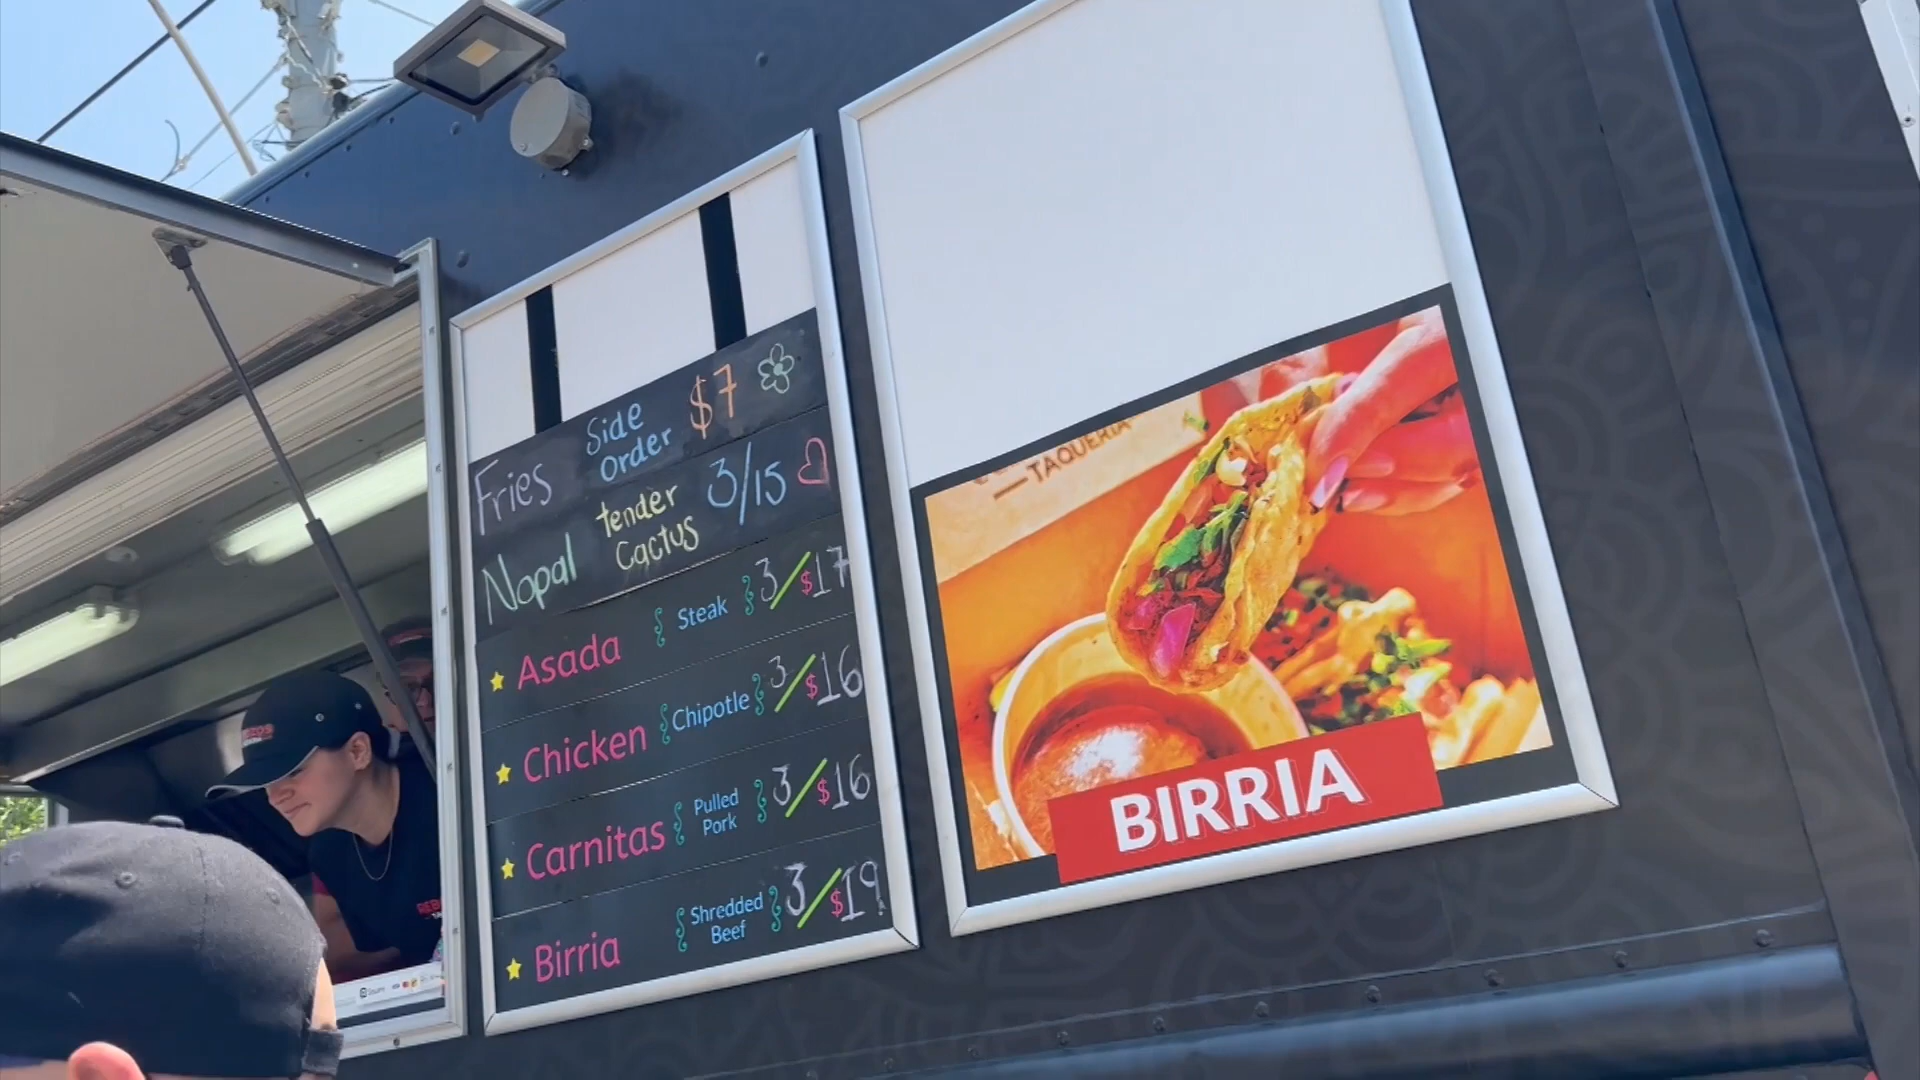 Fries Side Order $7
Nopal tender Cactus 3/15
Asada Steak 3/$17
Chicken Chipotle 3/$16
Carnitas Pulled Pork 3/$16
Birria Shredded Beef 3/$19
TAQUERIA
BIRRIA